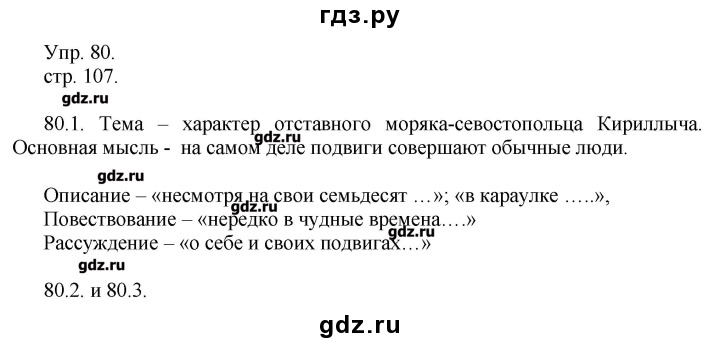 гдз.ру
Упр. 80.
стр. 107.
gdz.ru
80.1. Тема – характер отставного моряка-севостопольца Кириллыча.
gdz.ru
Основная мысль - на самом деле подвиги совершают обычные люди.
gdz.ru
Описание – «несмотря на свои семьдесят …»; «в караулке …..»,
gdz.ru
Повествование – «нередко в чудные времена….»
gdz.ru
Рассуждение – «о себе и своих подвигах…»
gdz.ru
80.2. и 80.3.
gdz.ru